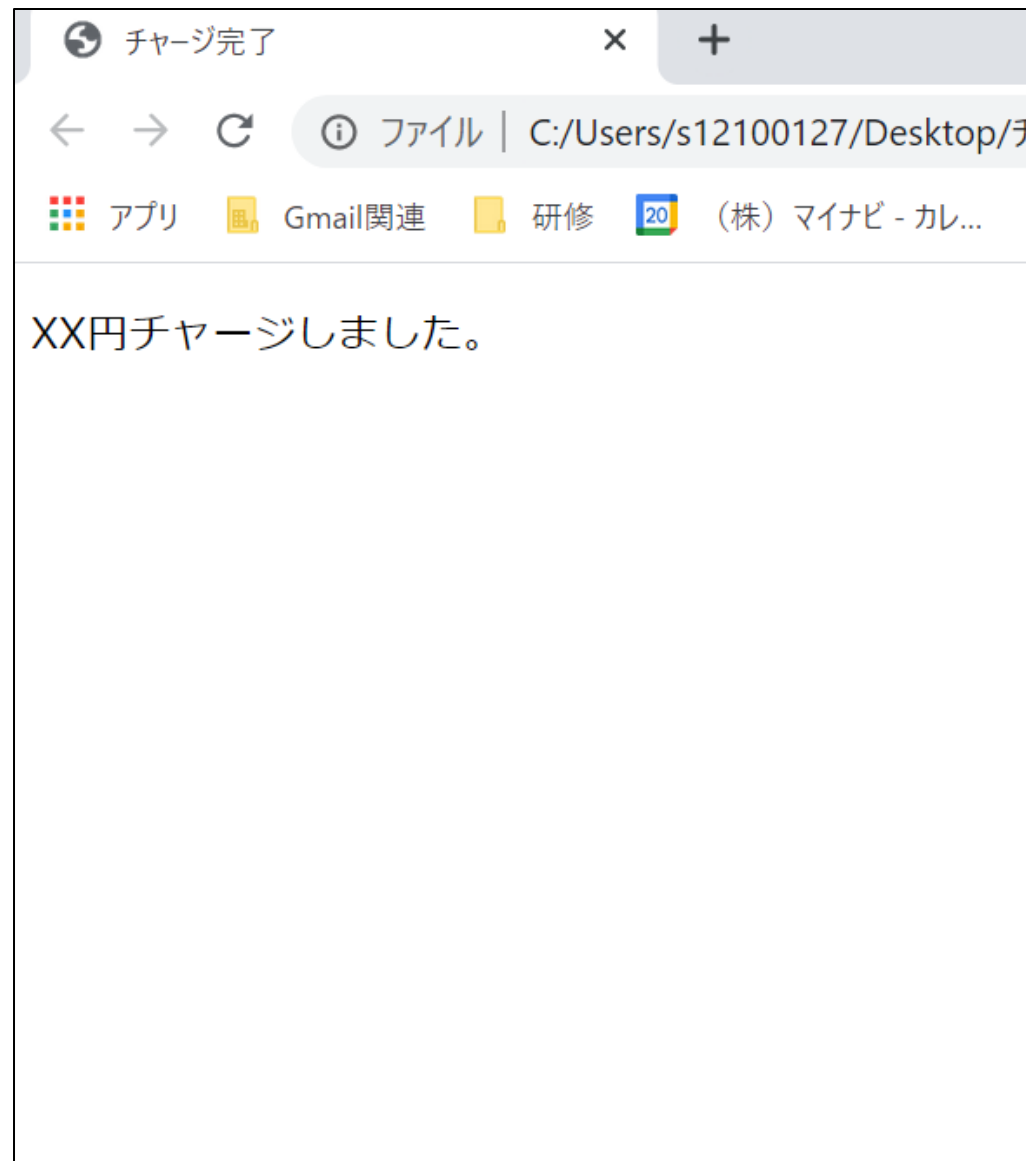 チャージ完了
ファイル | C:/Users/s12100127/Desktop/
アプリ Gmail関連 研修 20 （株）マイナビ - カレ...
XX円チャージしました。